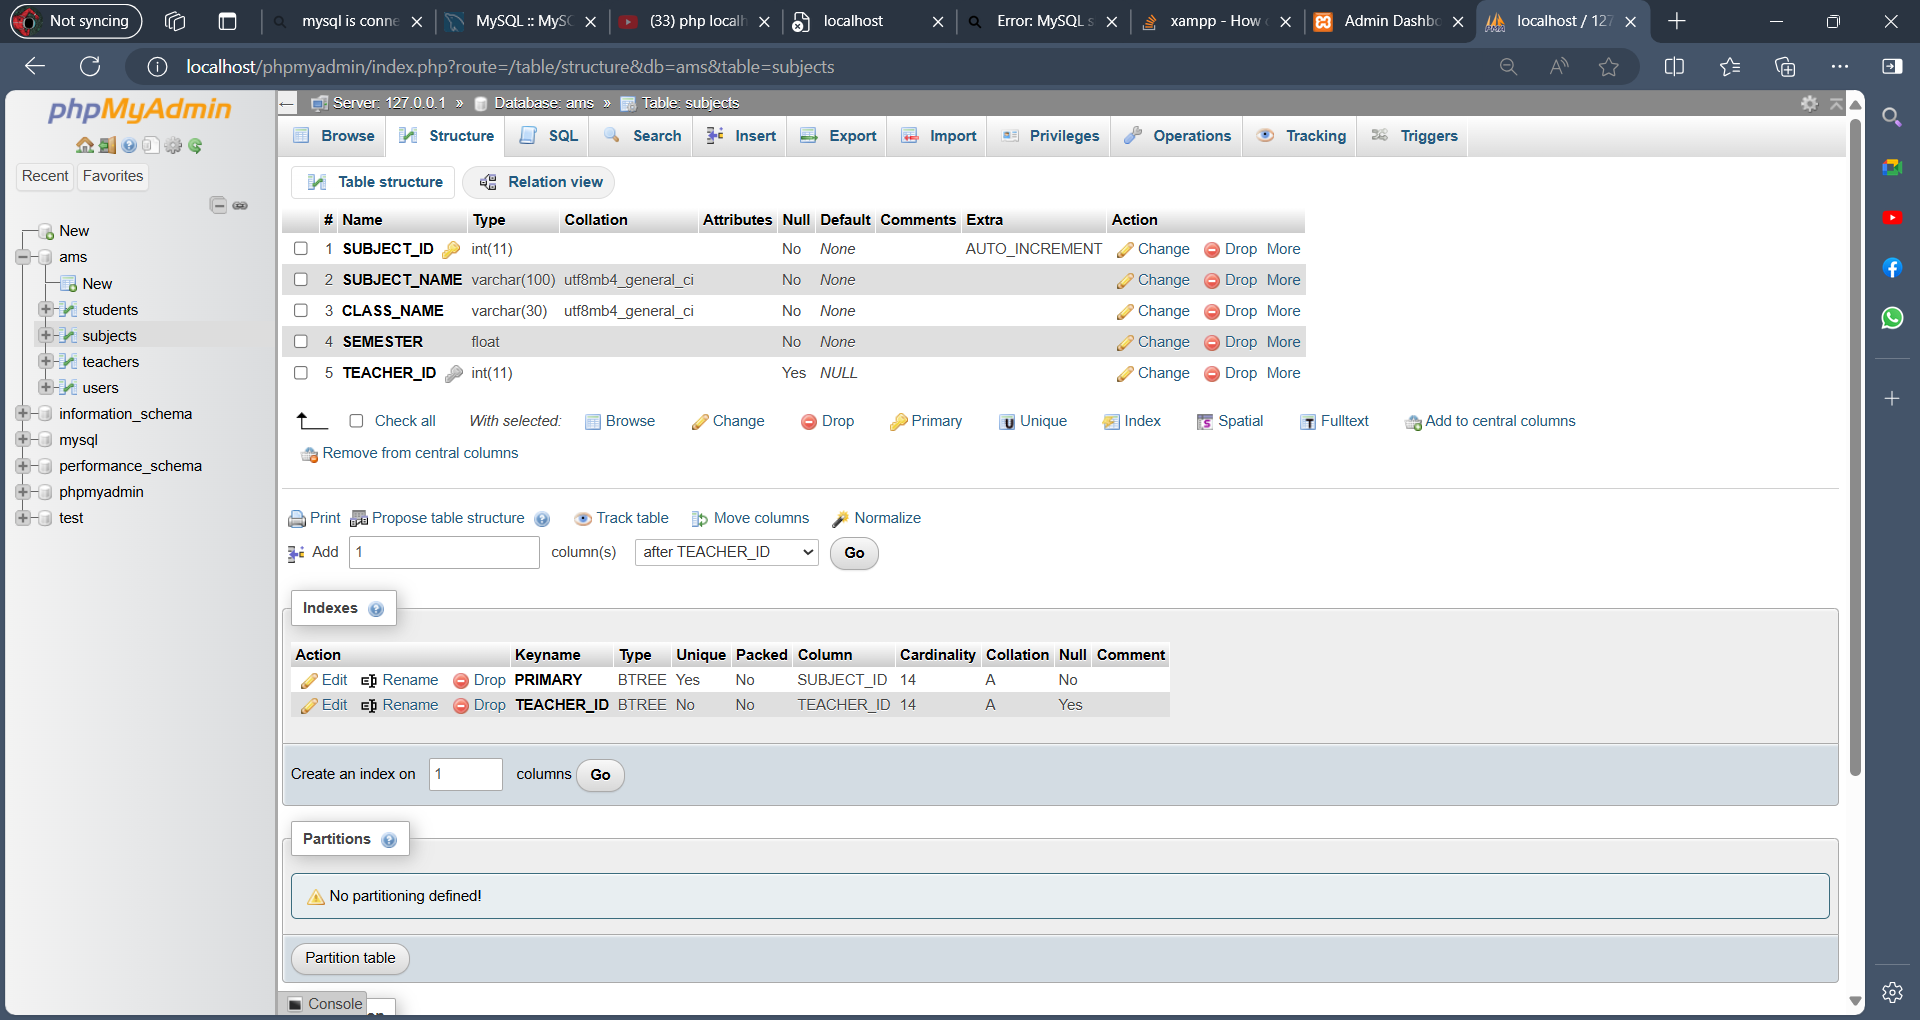 Not syncing
mysql is conne
MySQL :: MySC
(33) php localh
localhost
Error: MySQL s
xampp - How
Admin Dashbo
localhost / 127
localhost/phpmyadmin/index.php?route=/table/structure&db=ams&table=subjects
phpMyAdmin
Recent Favorites
New
ams
New
students
subjects
teachers
users
information_schema
mysql
performance_schema
phpmyadmin
test
Server: 127.0.0.1 » Database: ams » Table: subjects
Browse Structure SQL Search Insert Export Import Privileges Operations Tracking Triggers
Table structure Relation view
# Name Type Collation Attributes Null Default Comments Extra Action
1 SUBJECT_ID int(11) No None AUTO_INCREMENT Change Drop More
2 SUBJECT_NAME varchar(100) utf8mb4_general_ci No None Change Drop More
3 CLASS_NAME varchar(30) utf8mb4_general_ci No None Change Drop More
4 SEMESTER float No None Change Drop More
5 TEACHER_ID int(11) Yes NULL Change Drop More
Check all With selected: Browse Change Drop Primary Unique Index Spatial Fulltext Add to central columns
Remove from central columns
Print Propose table structure Track table Move columns Normalize
Add 1 column(s) after TEACHER_ID Go
Indexes
Action Keyname Type Unique Packed Column Cardinality Collation Null Comment
Edit Rename Drop PRIMARY BTREE Yes No SUBJECT_ID 14 A No
Edit Rename Drop TEACHER_ID BTREE No No TEACHER_ID 14 A Yes
Create an index on 1 columns Go
Partitions
No partitioning defined!
Partition table
Console